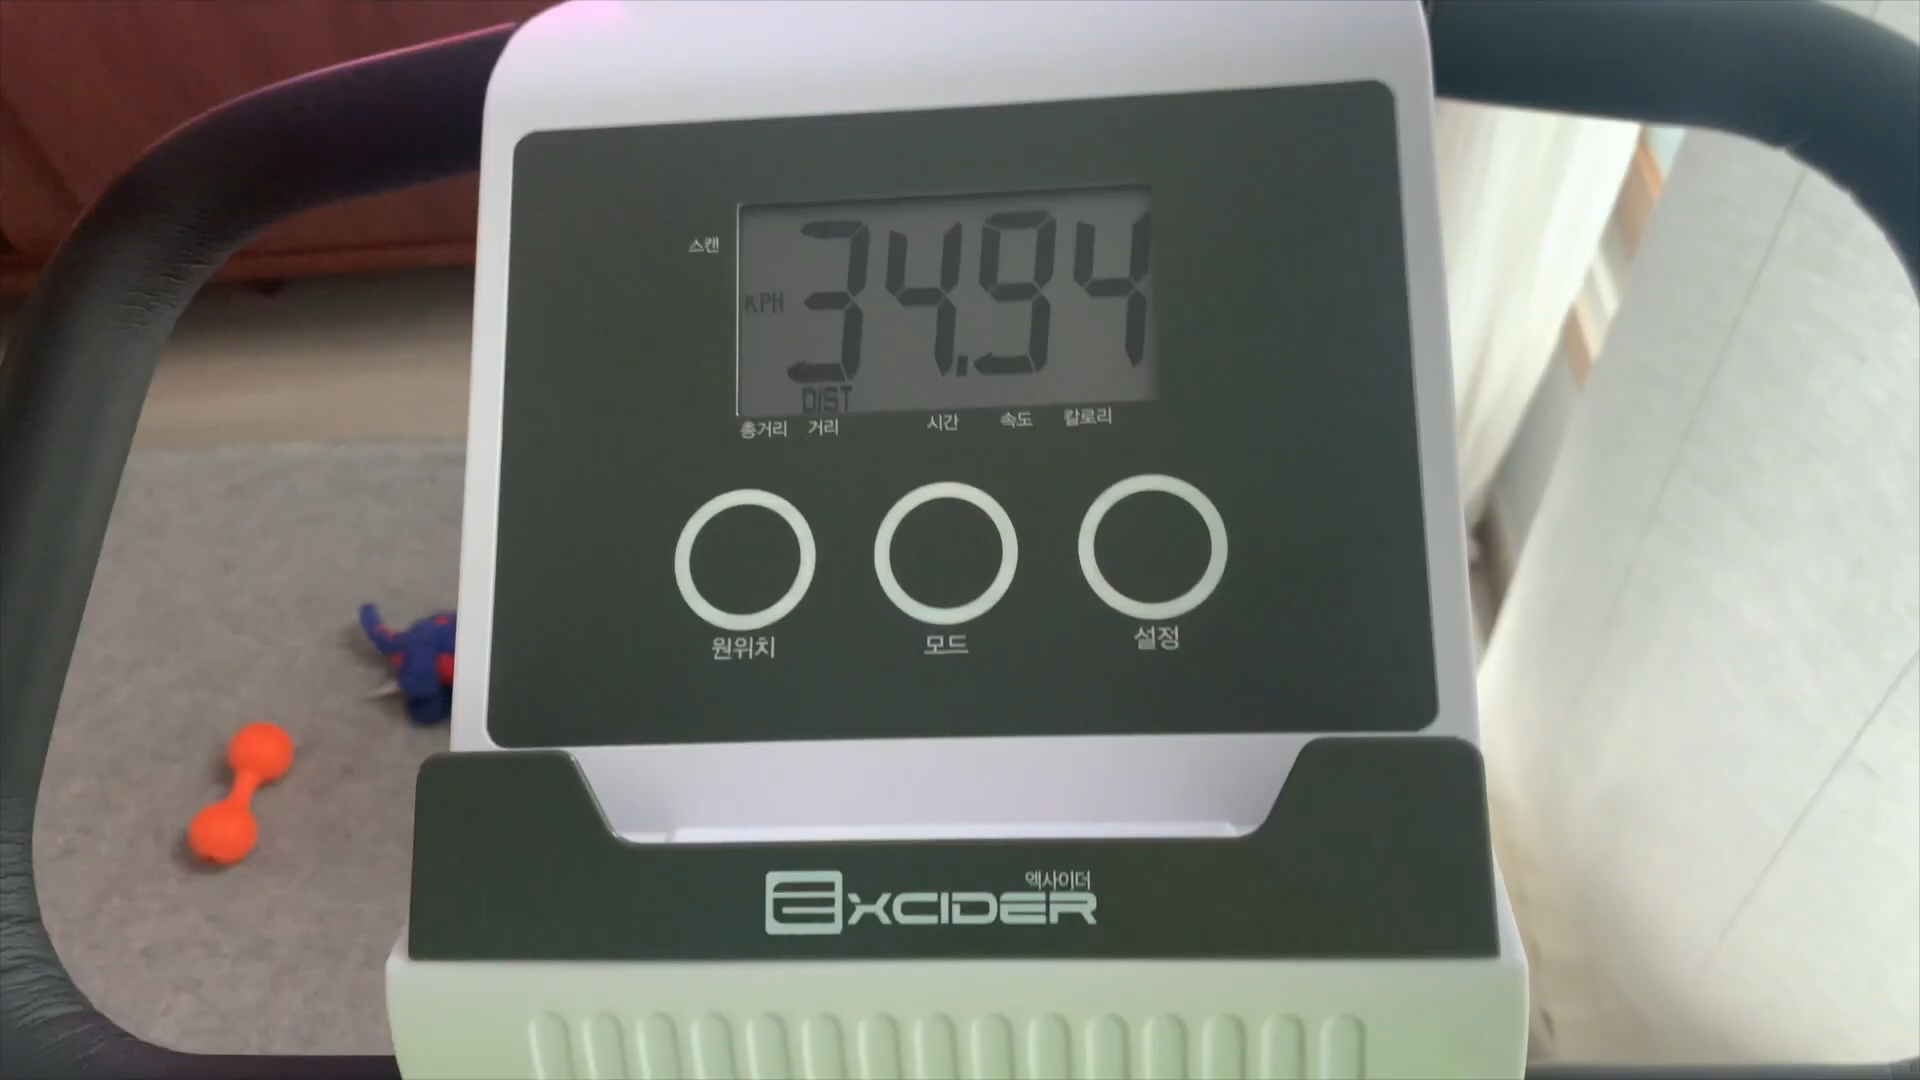 스캔
34.94
KPH
DIST
총거리 거리 시간 속도 칼로리
원위치 모드 설정
엑사이더
EXCIDER